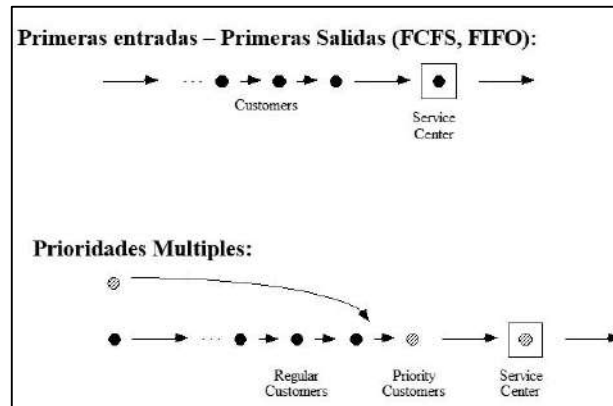 Primeras entradas – Primeras Salidas (FCFS, FIFO):
Customers
Service
Center
Prioridades Multiples:
Regular
Customers
Priority
Customers
Service
Center